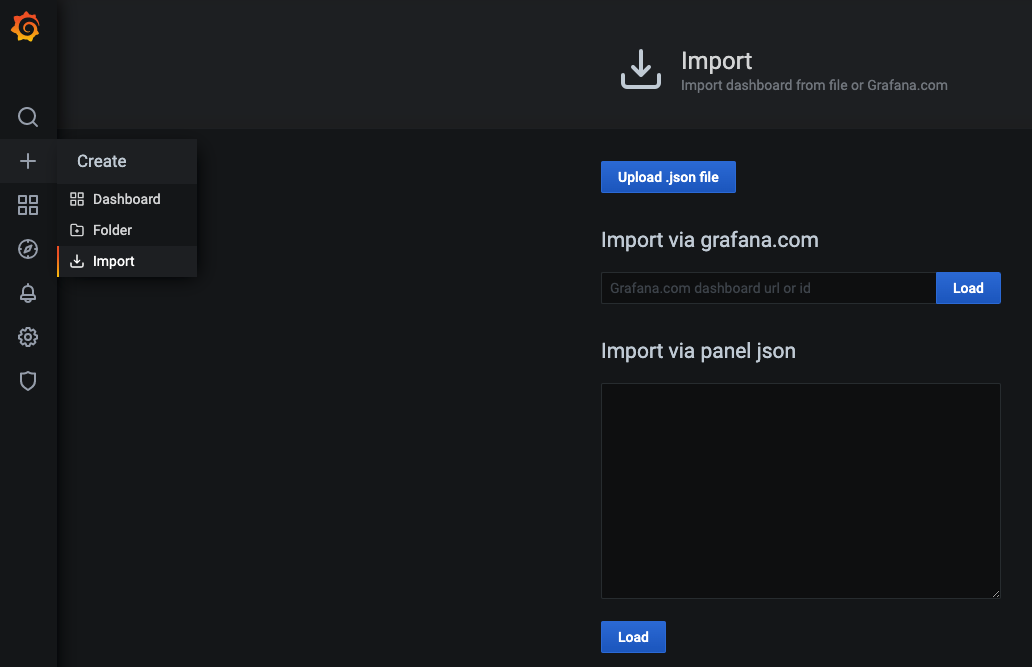 Import
Import dashboard from file or Grafana.com
Create
Dashboard
Folder
Import
Upload .json file
Import via grafana.com
Grafana.com dashboard url or id
Load
Import via panel json
Load